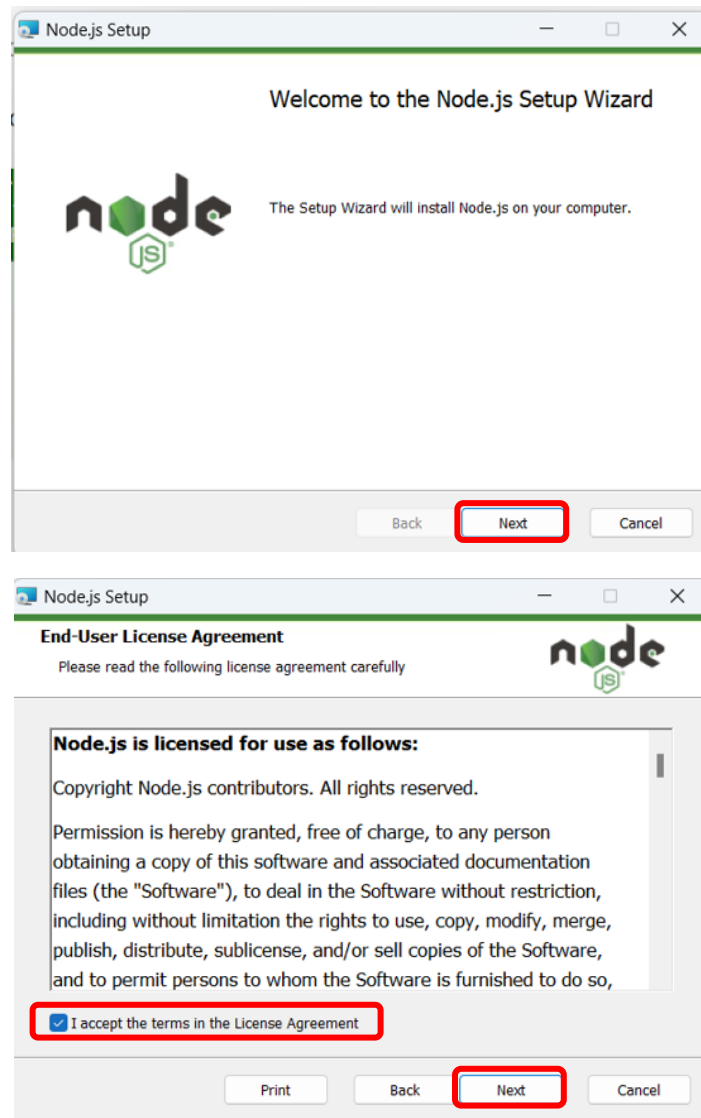 Node.js Setup
Welcome to the Node.js Setup Wizard
node
JS
The Setup Wizard will install Node.js on your computer.
Back
Next
Cancel
Node.js Setup
End-User License Agreement
Please read the following license agreement carefully
node
JS
Node.js is licensed for use as follows:
Copyright Node.js contributors. All rights reserved.
Permission is hereby granted, free of charge, to any person
obtaining a copy of this software and associated documentation
files (the "Software"), to deal in the Software without restriction,
including without limitation the rights to use, copy, modify, merge,
publish, distribute, sublicense, and/or sell copies of the Software,
and to permit persons to whom the Software is furnished to do so,
I accept the terms in the License Agreement
Print
Back
Next
Cancel